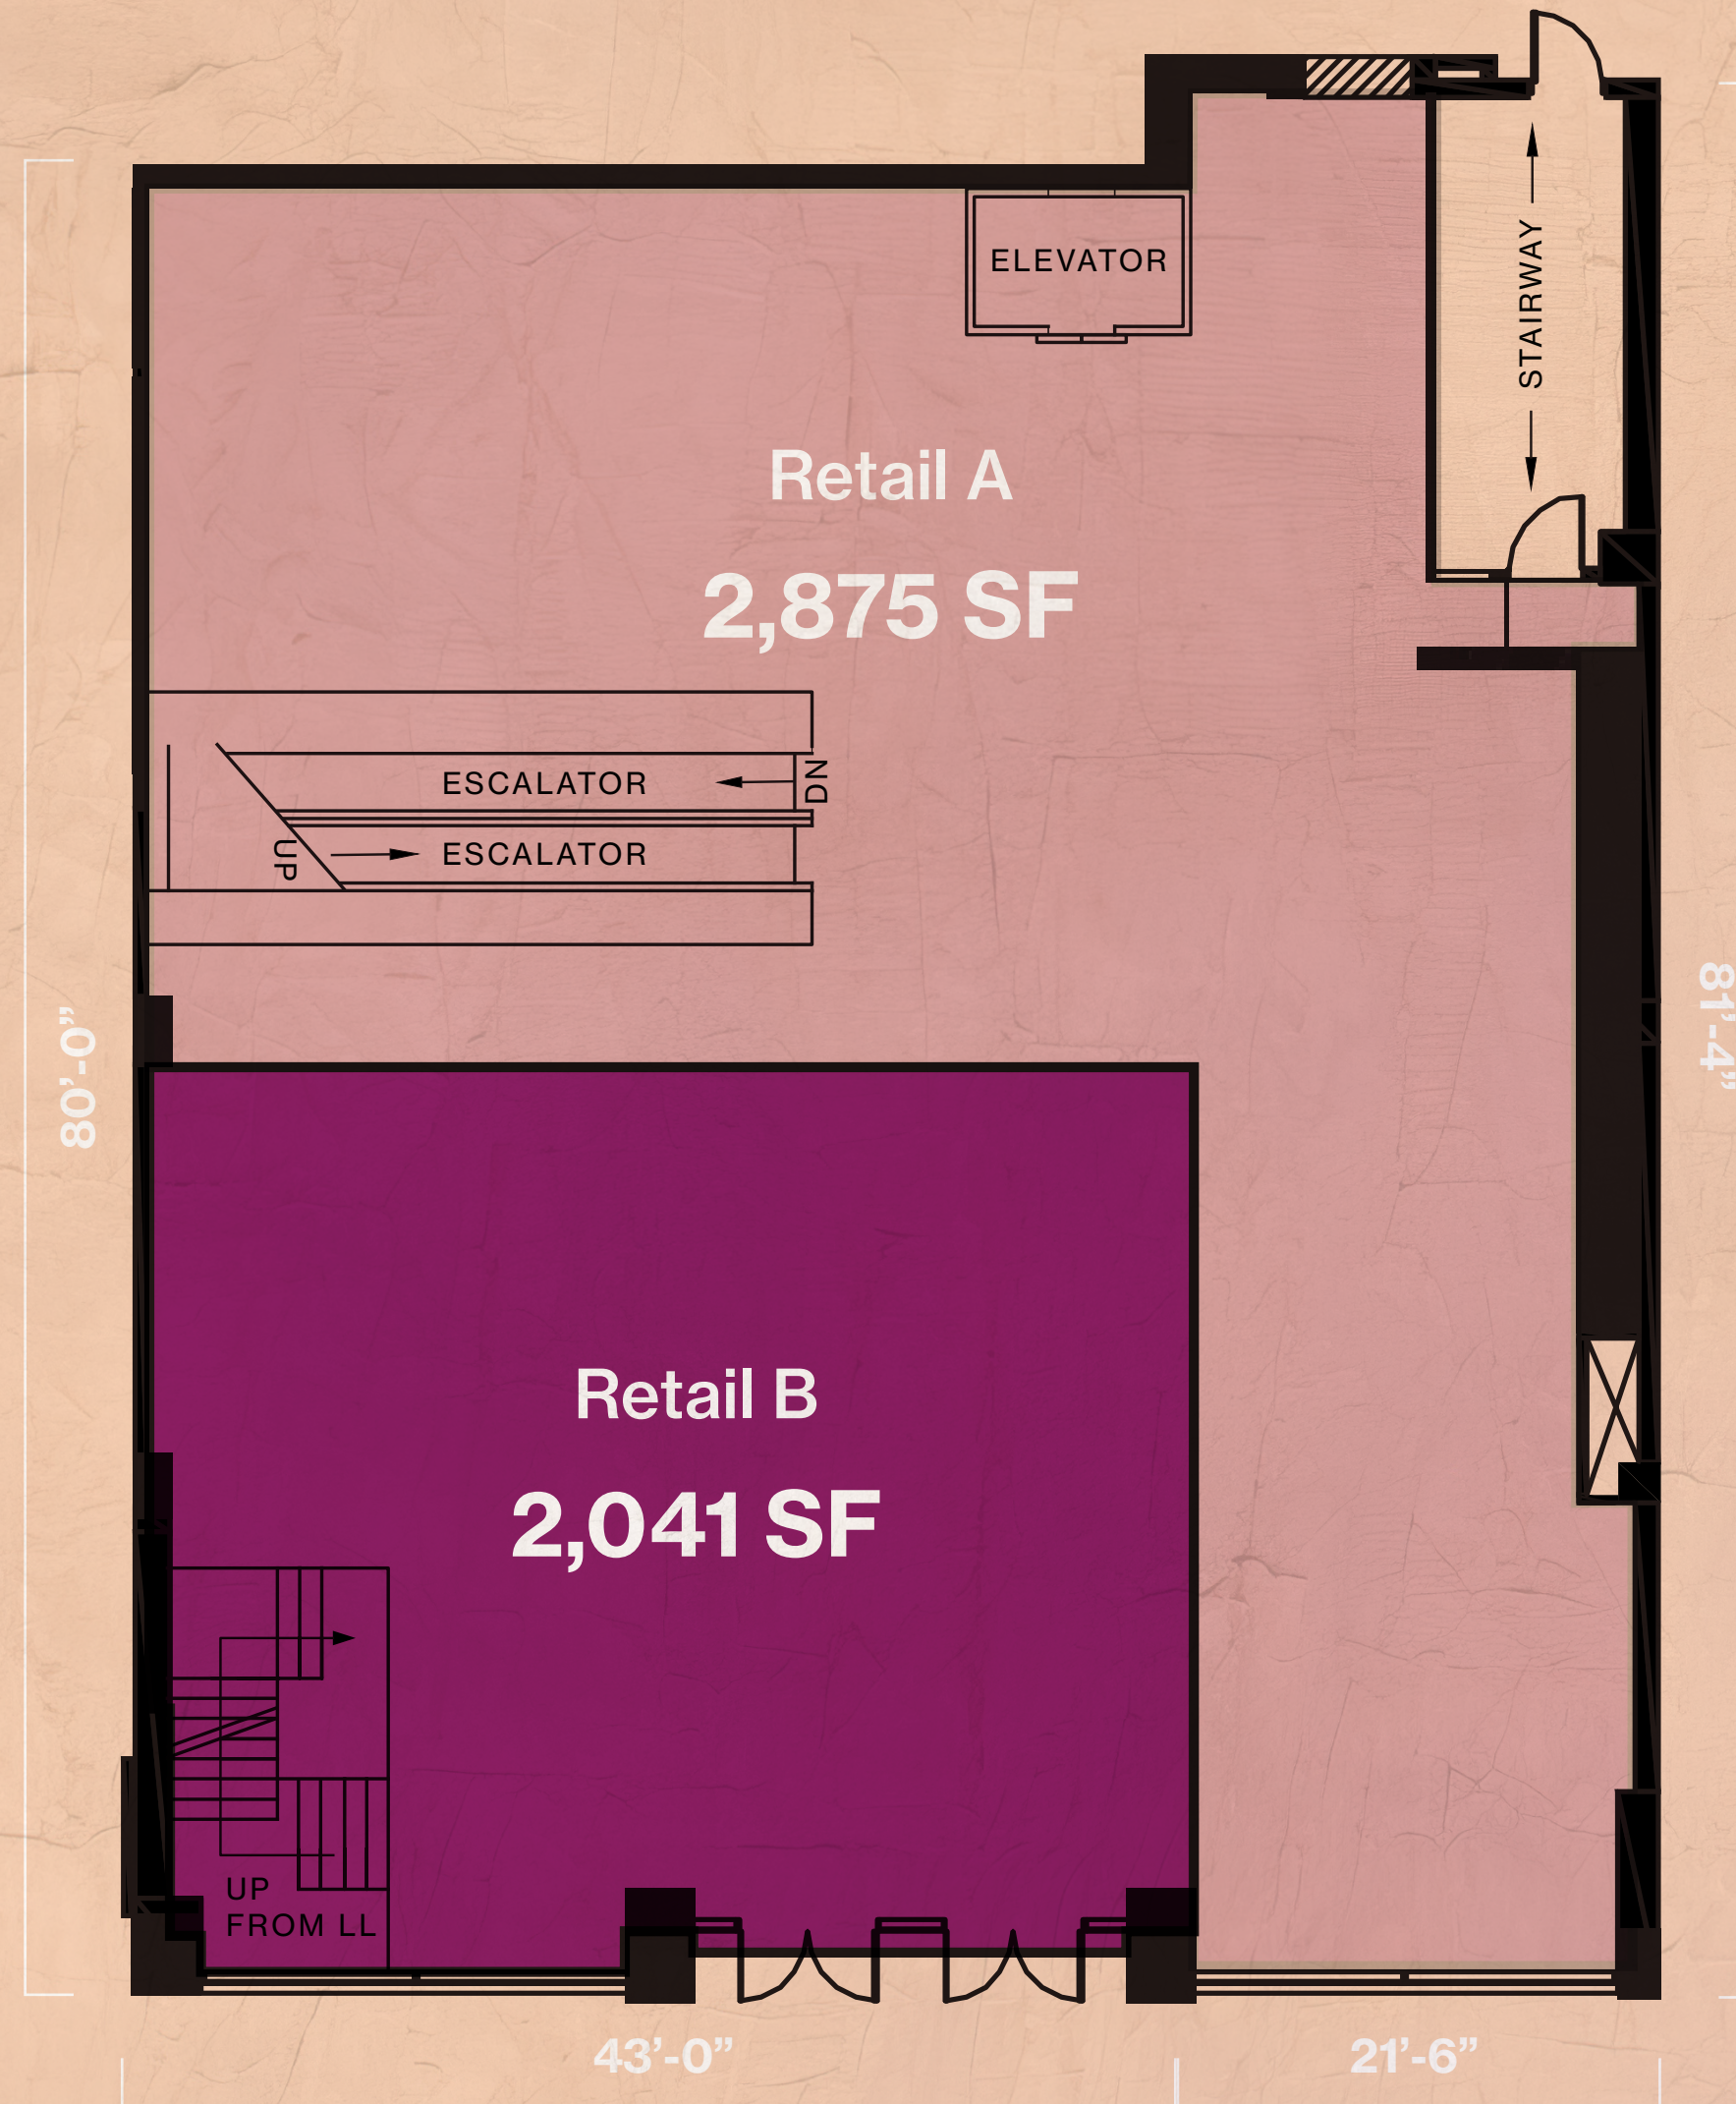 ELEVATOR
STAIRWAY
Retail A
2,875 SF
ESCALATOR
DN
UP
ESCALATOR
80’-0”
81’-4”
Retail B
2,041 SF
UP
FROM LL
43’-0”
21’-6”